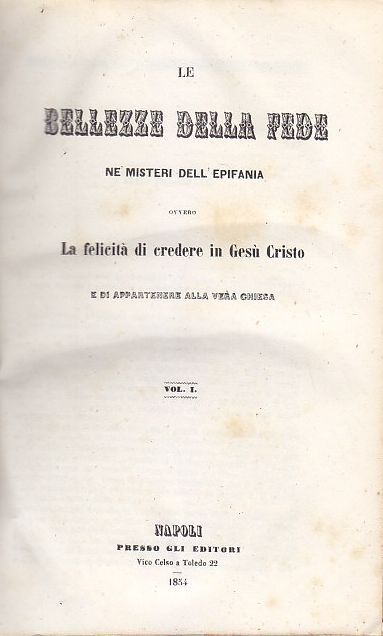 LE
BELLEZZE DELLA FEDE
NE' MISTERI DELL'EPIFANIA
OVVERO
La felicità di credere in Gesù Cristo
E DI APPARTENERE ALLA VERA CHIESA
VOL. I.
NAPOLI
PRESSO GLI EDITORI
Vico Celso a Toledo 22
1854